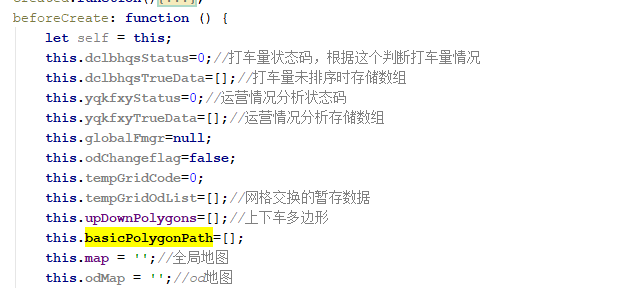 created:function(){...},
beforeCreate: function () {
let self = this;
this.dclbhqsStatus=0;//打车量状态码，根据这个判断打车量情况
this.dclbhqsTrueData=[];//打车量未排序时存储数组
this.yqkfxyStatus=0;//运营情况分析状态码
this.yqkfxyTrueData=[];//运营情况分析存储数组
this.globalFmgr=null;
this.odChangeflag=false;
this.tempGridCode=0;
this.tempGridOdList=[];//网格交换的暂存数据
this.upDownPolygons=[];//上下车多边形
this.basicPolygonPath=[];
this.map = '';//全局地图
this.odMap = '';//od地图